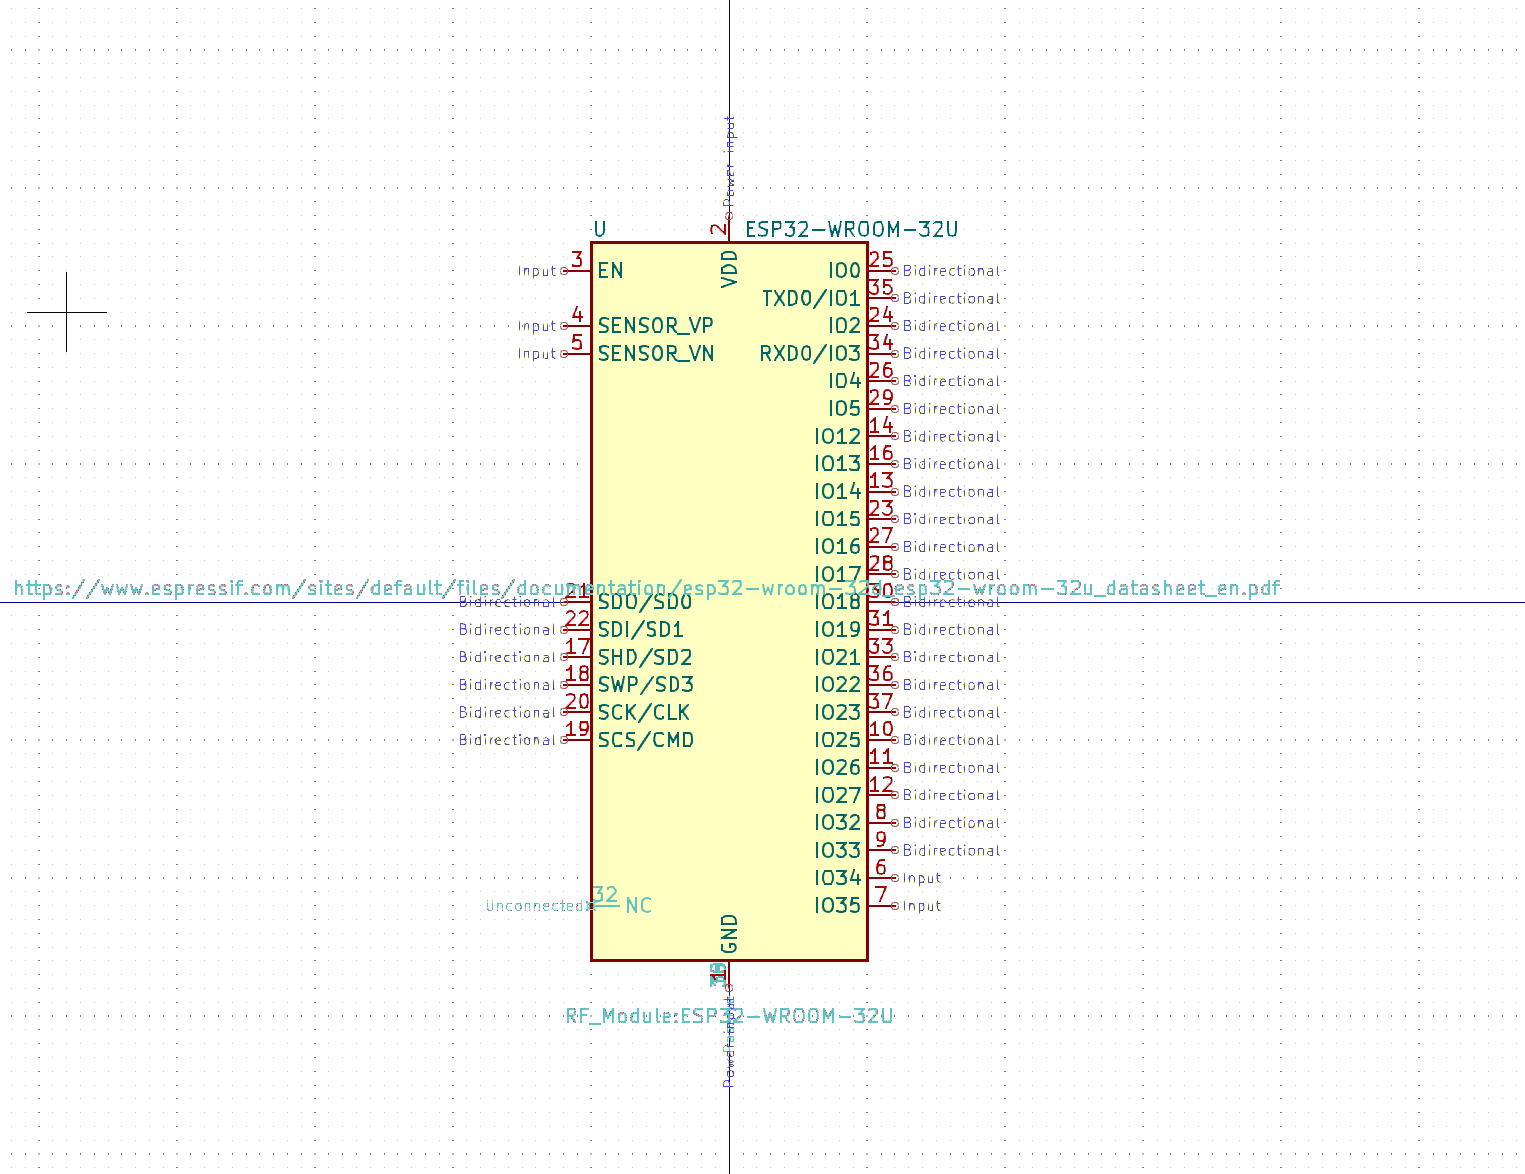 Power input
2
U
ESP32-WROOM-32U
VDD
Input 3 EN
IO0 25 Bidirectional
TXD0/IO1 35 Bidirectional
Input 4 SENSOR_VP
IO2 24 Bidirectional
Input 5 SENSOR_VN
RXD0/IO3 34 Bidirectional
IO4 26 Bidirectional
IO5 29 Bidirectional
IO12 14 Bidirectional
IO13 16 Bidirectional
IO14 13 Bidirectional
IO15 23 Bidirectional
IO16 27 Bidirectional
IO17 28 Bidirectional
https://www.espressif.com/sites/default/files/documentation/esp32-wroom-32d_esp32-wroom-32u_datasheet_en.pdf
Bidirectional 21 SDO/SD0
IO18 30 Bidirectional
Bidirectional 22 SDI/SD1
IO19 31 Bidirectional
Bidirectional 17 SHD/SD2
IO21 33 Bidirectional
Bidirectional 18 SWP/SD3
IO22 36 Bidirectional
Bidirectional 20 SCK/CLK
IO23 37 Bidirectional
Bidirectional 19 SCS/CMD
IO25 10 Bidirectional
IO26 11 Bidirectional
IO27 12 Bidirectional
IO32 8 Bidirectional
IO33 9 Bidirectional
IO34 6 Input
Unconnected 32 NC
IO35 7 Input
GND
RF_Module:ESP32-WROOM-32U